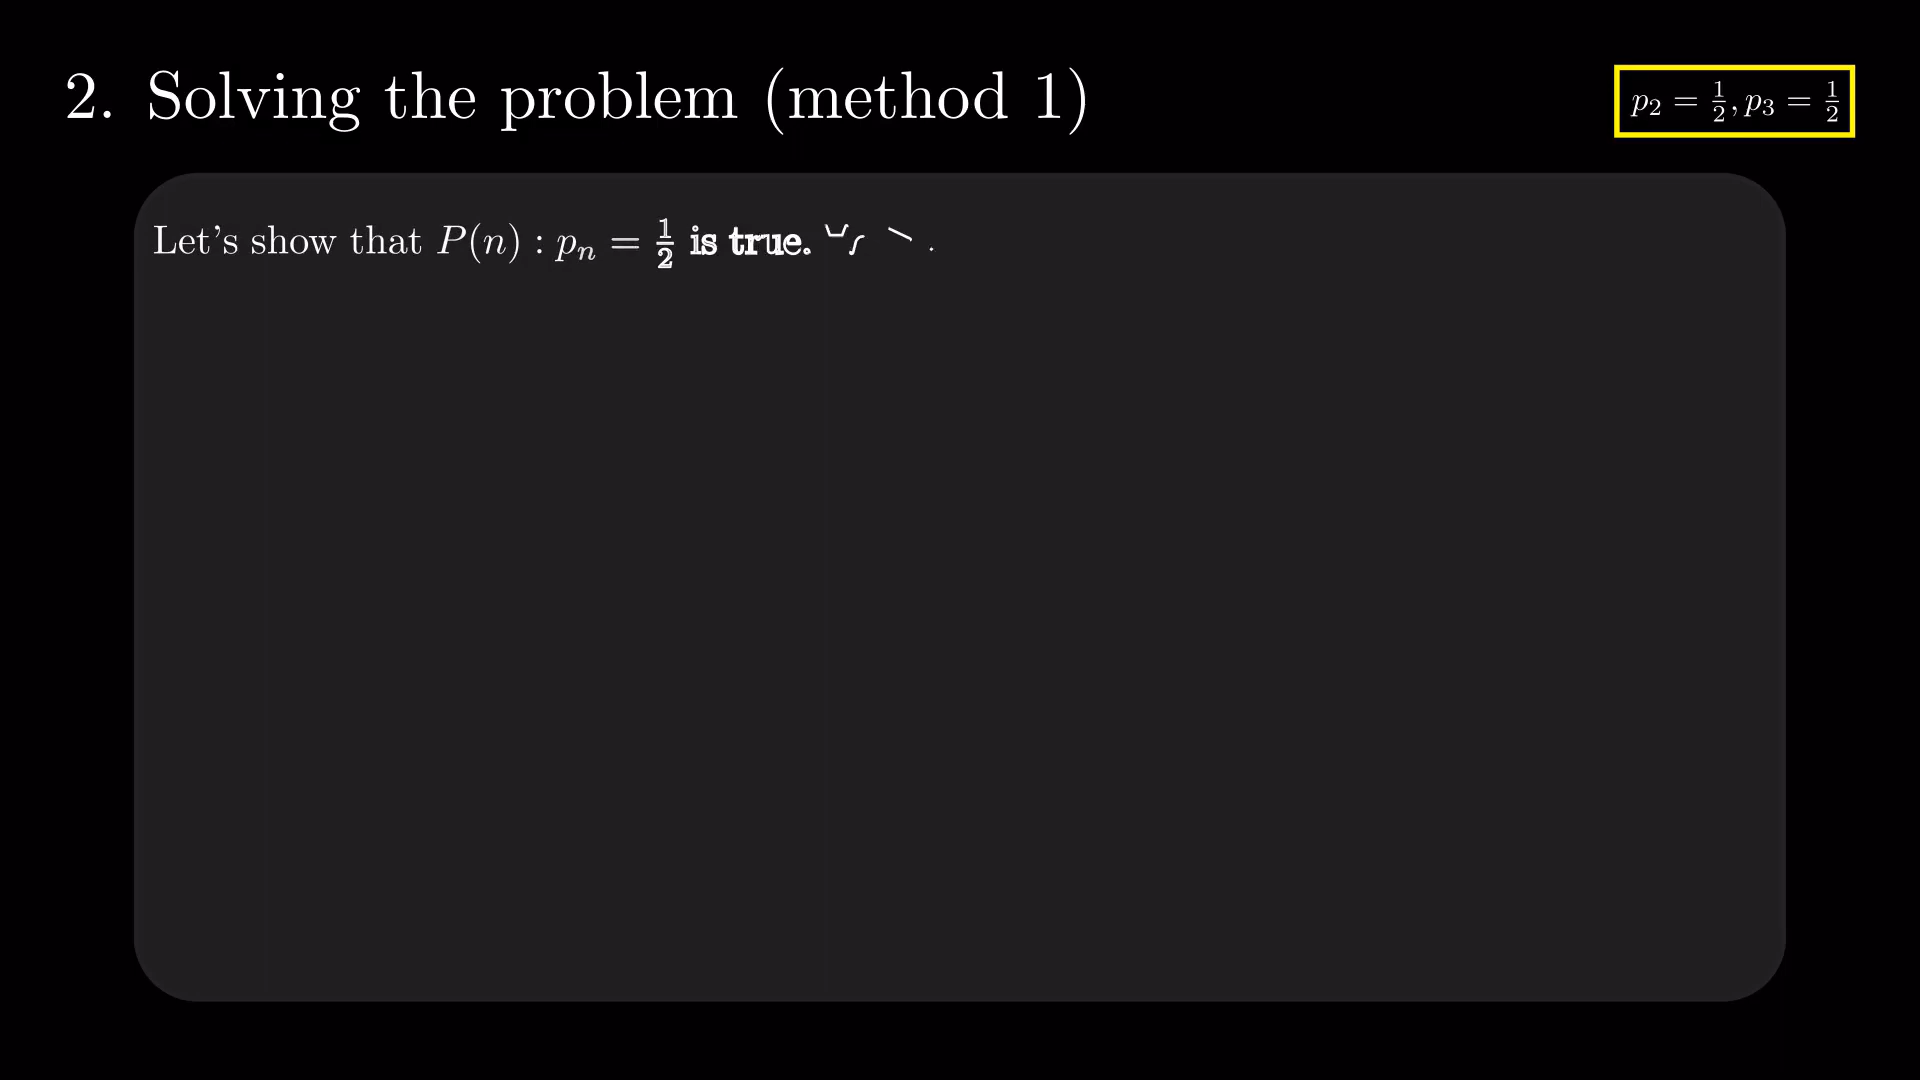 2. Solving the problem (method 1)
p₂ = 1/2, p₃ = 1/2
Let's show that P(n) : pₙ = 1/2 is true.